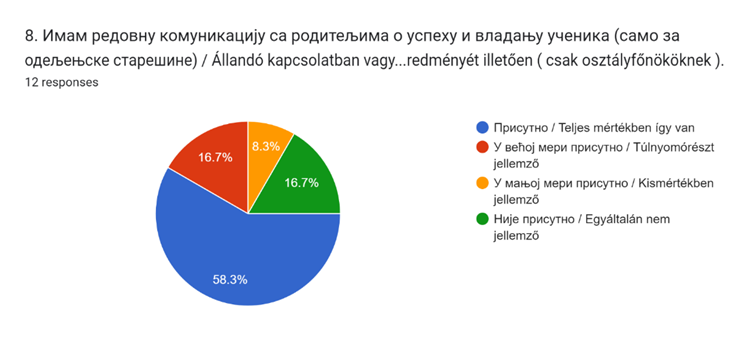 8. Имам редовну комуникацију са родитељима о успеху и владању ученика (само за
одељењске старешине) / Állandó kapcsolatban vagy...redményét illetően ( csak osztályfőnököknek ).
12 responses
16.7%
8.3%
16.7%
58.3%
Присутно / Teljes mértékben így van
У већој мери присутно / Túlnyomórészt
jellemző
У мањој мери присутно / Kismértékben
jellemző
Није присутно / Egyáltalán nem
jellemző